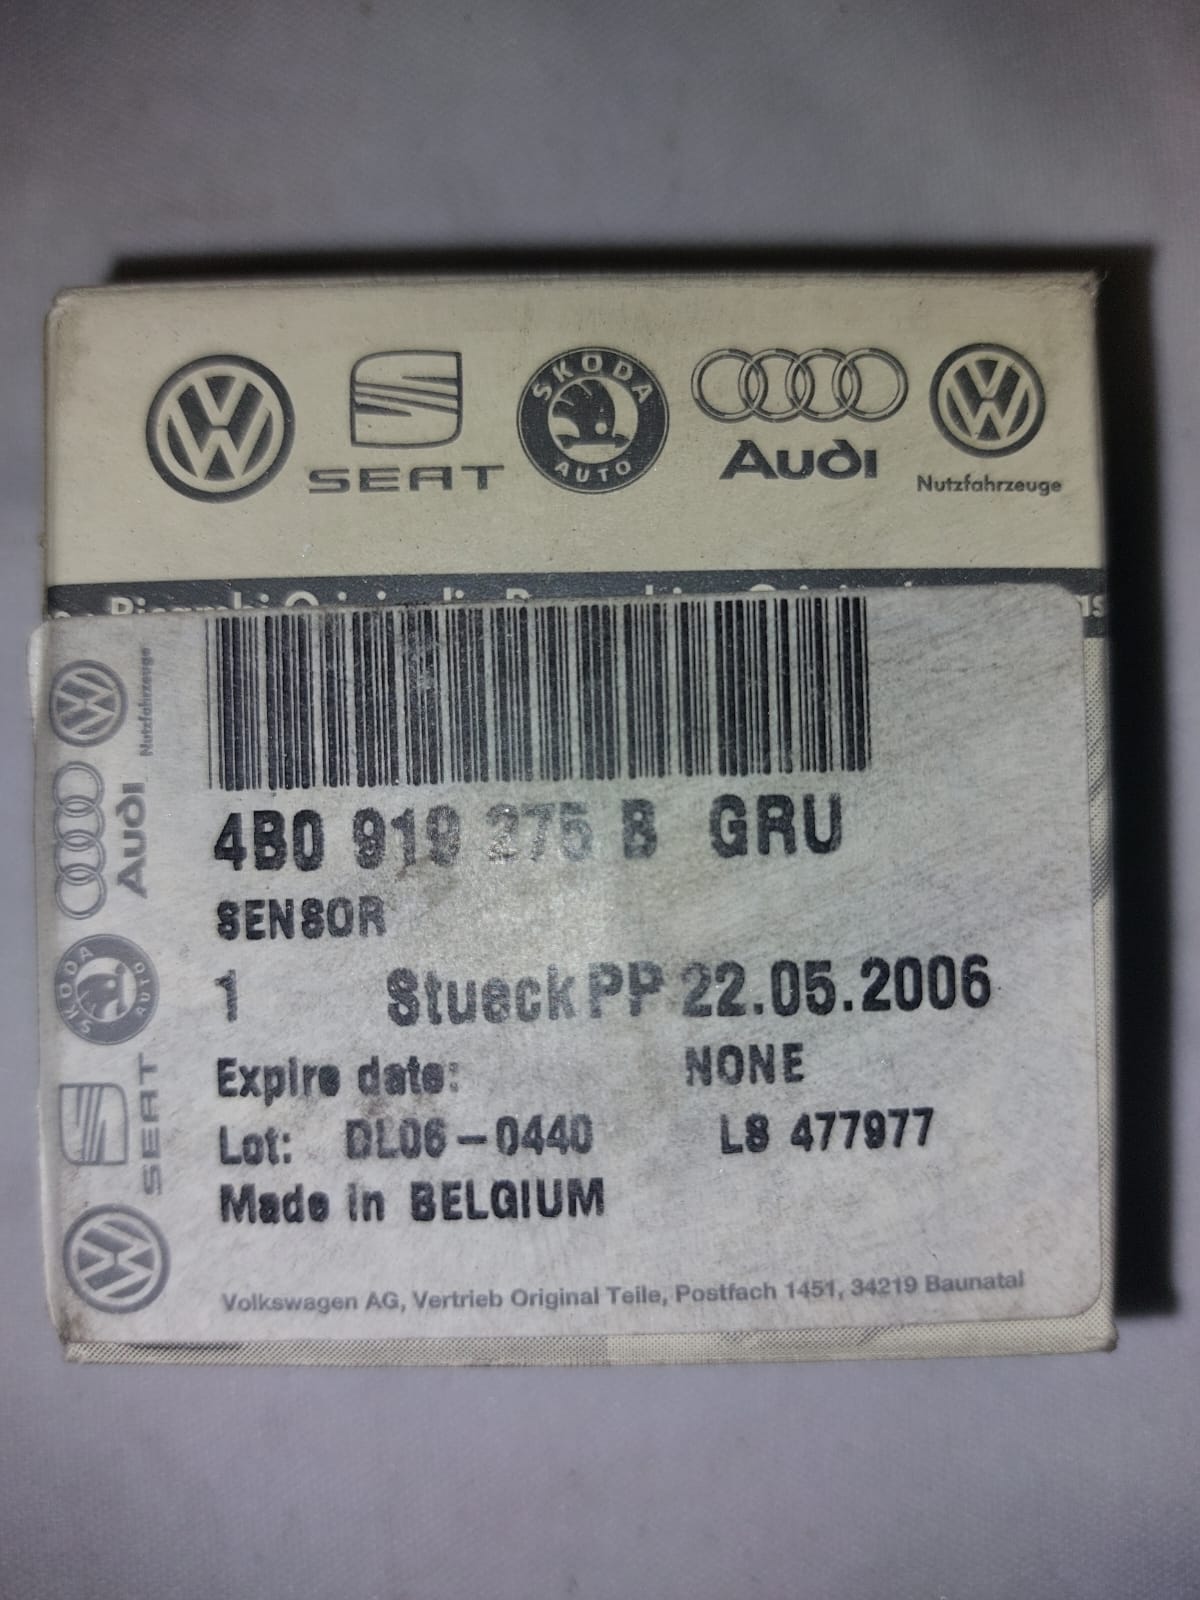 SEAT
SKODA AUTO
Audi
Nutzfahrzeuge
Ricambi
4B0 919 275 B GRU
SENSOR
1 Stueck PP 22.05.2006
Expire date: NONE
Lot: DL06-0440 LS 477977
Made in BELGIUM
Volkswagen AG, Vertrieb Original Teile, Postfach 1451, 34219 Baunatal
Nutzfahrzeuge
Audi
SKODA AUTO
SEAT